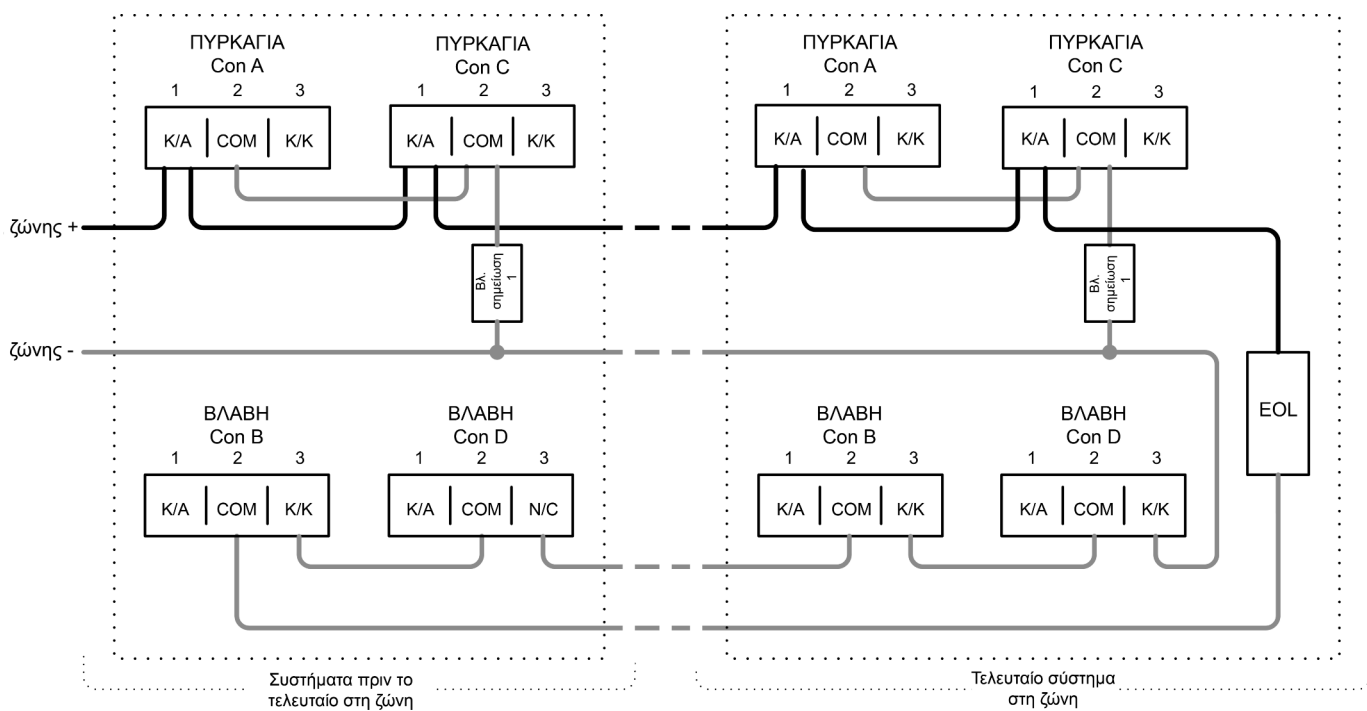 ΠΥΡΚΑΓΙΑ
Con A
1 2 3
K/A COM K/K
ΠΥΡΚΑΓΙΑ
Con C
1 2 3
K/A COM K/K
ΠΥΡΚΑΓΙΑ
Con A
1 2 3
K/A COM K/K
ΠΥΡΚΑΓΙΑ
Con C
1 2 3
K/A COM K/K
ζώνης +
Βλ.
σημείωση
1
Βλ.
σημείωση
1
ζώνης -
EOL
ΒΛΑΒΗ
Con B
1 2 3
K/A COM K/K
ΒΛΑΒΗ
Con D
1 2 3
K/A COM N/C
ΒΛΑΒΗ
Con B
1 2 3
K/A COM K/K
ΒΛΑΒΗ
Con D
1 2 3
K/A COM K/K
Συστήματα πριν το
τελευταίο στη ζώνη
Τελευταίο σύστημα
στη ζώνη